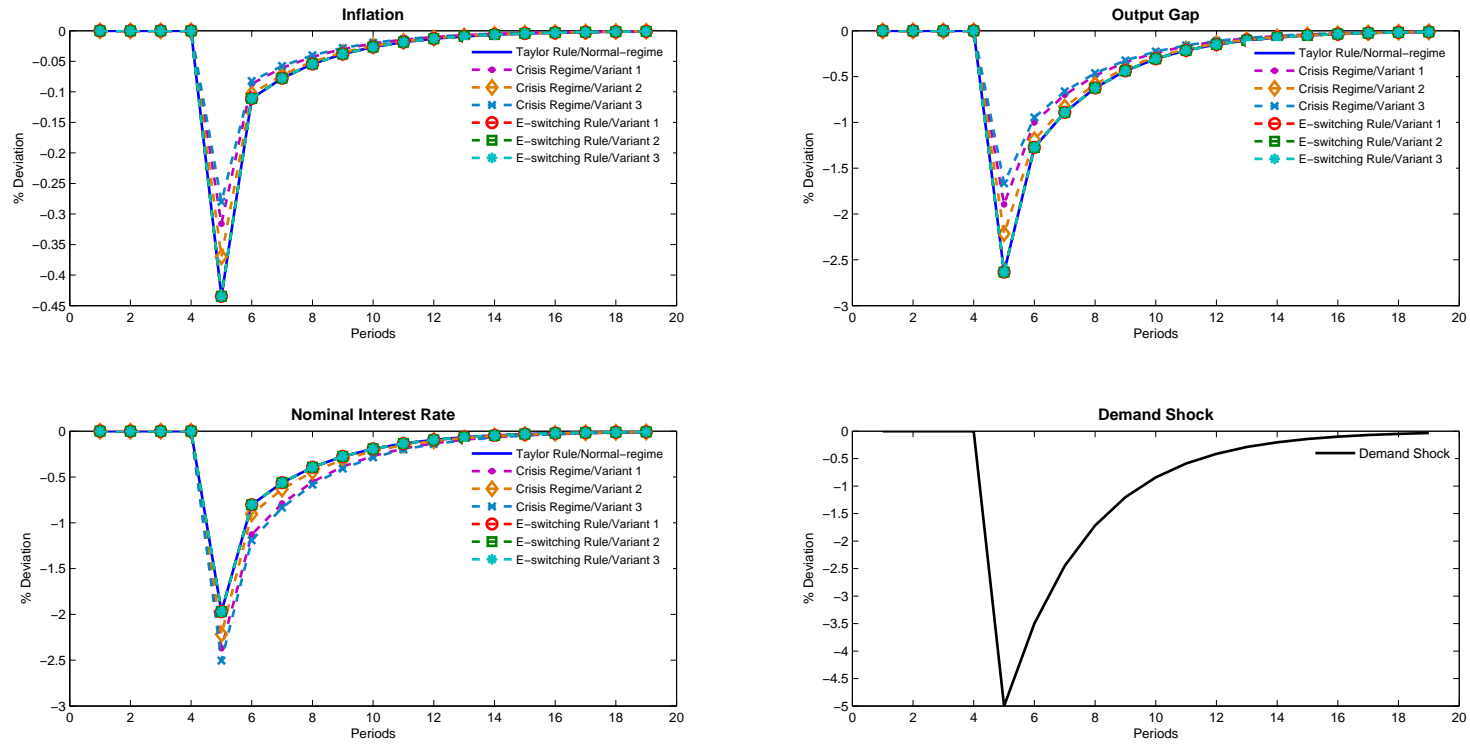 Inflation
% Deviation
0
−0.05
−0.1
−0.15
−0.2
−0.25
−0.3
−0.35
−0.4
−0.45
0 2 4 6 8 10 12 14 16 18 20
Periods
Taylor Rule/Normal−regime
Crisis Regime/Variant 1
Crisis Regime/Variant 2
Crisis Regime/Variant 3
E−switching Rule/Variant 1
E−switching Rule/Variant 2
E−switching Rule/Variant 3
Output Gap
% Deviation
0
−0.5
−1
−1.5
−2
−2.5
−3
0 2 4 6 8 10 12 14 16 18 20
Periods
Taylor Rule/Normal−regime
Crisis Regime/Variant 1
Crisis Regime/Variant 2
Crisis Regime/Variant 3
E−switching Rule/Variant 1
E−switching Rule/Variant 2
E−switching Rule/Variant 3
Nominal Interest Rate
% Deviation
0
−0.5
−1
−1.5
−2
−2.5
−3
0 2 4 6 8 10 12 14 16 18 20
Periods
Taylor Rule/Normal−regime
Crisis Regime/Variant 1
Crisis Regime/Variant 2
Crisis Regime/Variant 3
E−switching Rule/Variant 1
E−switching Rule/Variant 2
E−switching Rule/Variant 3
Demand Shock
% Deviation
0
−0.5
−1
−1.5
−2
−2.5
−3
−3.5
−4
−4.5
−5
0 2 4 6 8 10 12 14 16 18 20
Periods
Demand Shock